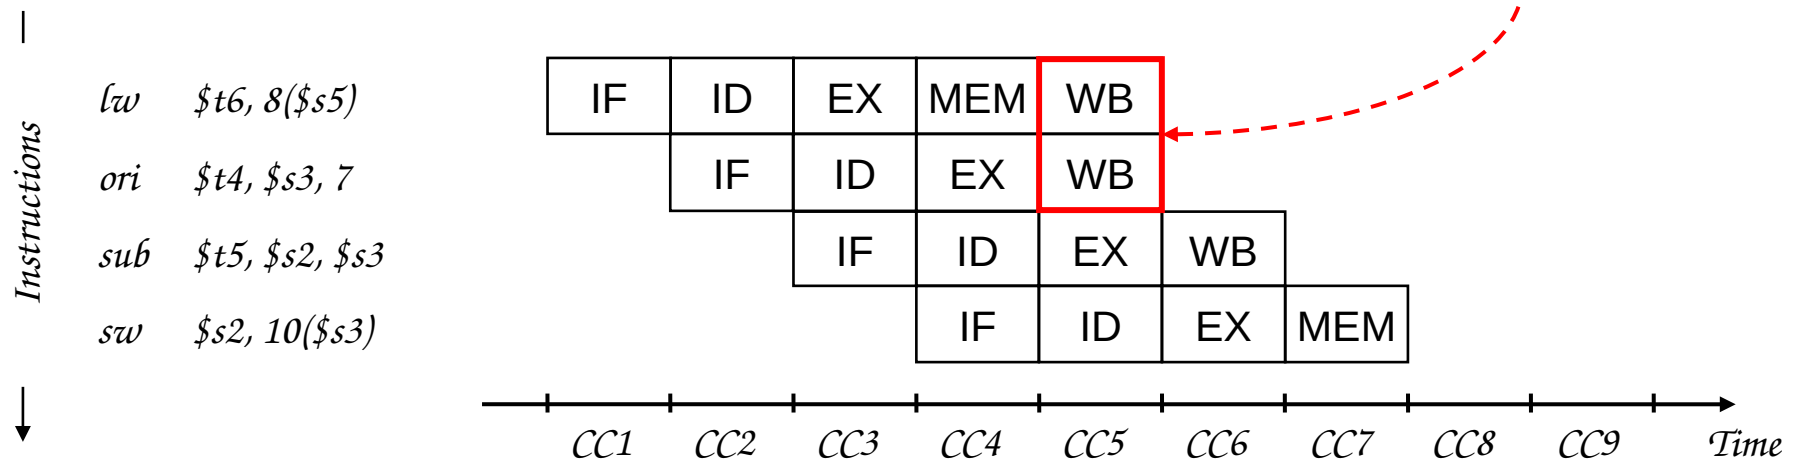 Instructions
lw $t6, 8($s5) IF ID EX MEM WB
ori $t4, $s3, 7 IF ID EX WB
sub $t5, $s2, $s3 IF ID EX WB
sw $s2, 10($s3) IF ID EX MEM
CC1 CC2 CC3 CC4 CC5 CC6 CC7 CC8 CC9 Time